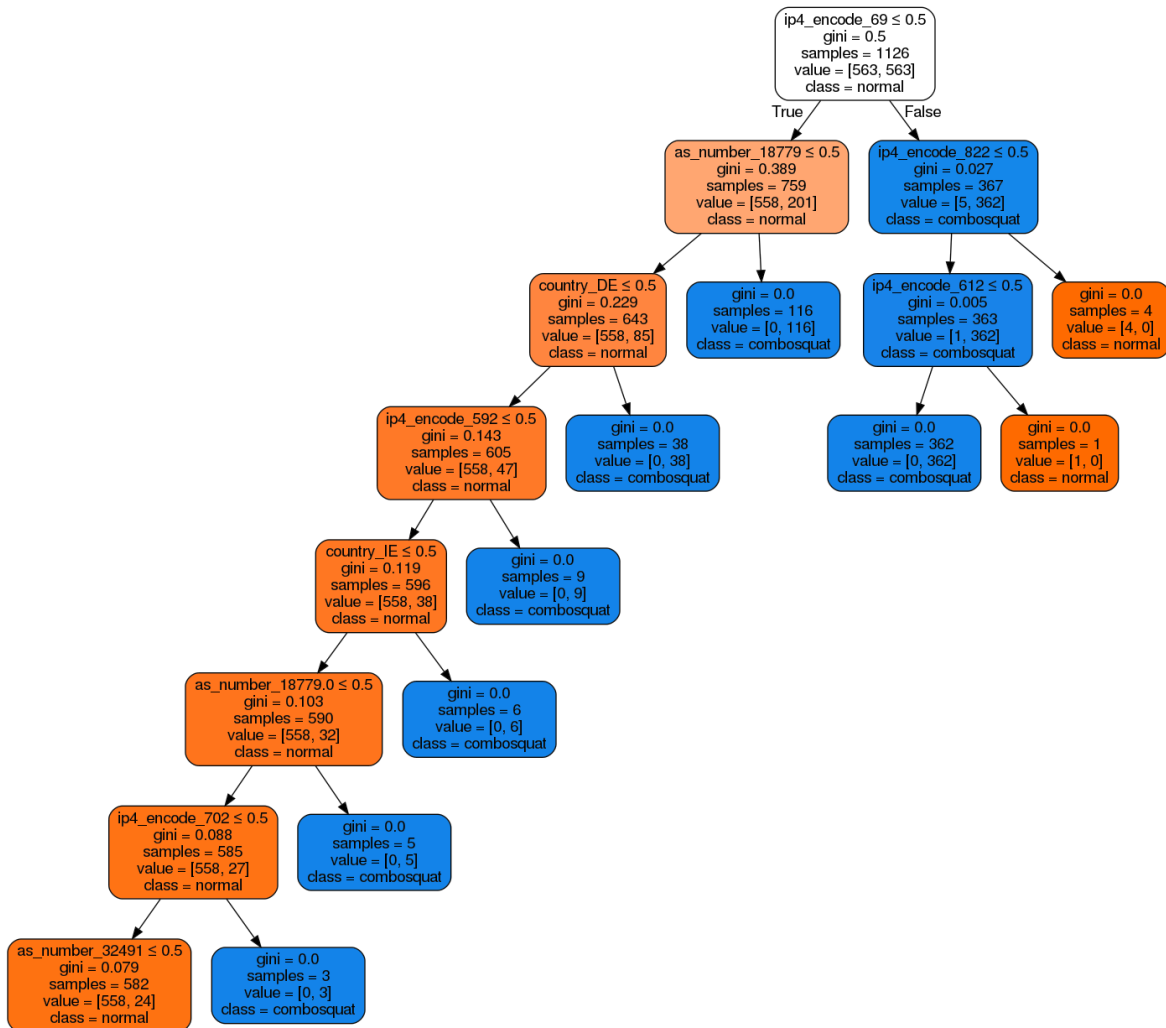 ip4_encode_69 ≤ 0.5
gini = 0.5
samples = 1126
value = [563, 563]
class = normal
True
False
as_number_18779 ≤ 0.5
gini = 0.389
samples = 759
value = [558, 201]
class = normal
ip4_encode_822 ≤ 0.5
gini = 0.027
samples = 367
value = [5, 362]
class = combosquat
country_DE ≤ 0.5
gini = 0.229
samples = 643
value = [558, 85]
class = normal
gini = 0.0
samples = 116
value = [0, 116]
class = combosquat
ip4_encode_612 ≤ 0.5
gini = 0.005
samples = 363
value = [1, 362]
class = combosquat
gini = 0.0
samples = 4
value = [4, 0]
class = normal
ip4_encode_592 ≤ 0.5
gini = 0.143
samples = 605
value = [558, 47]
class = normal
gini = 0.0
samples = 38
value = [0, 38]
class = combosquat
gini = 0.0
samples = 362
value = [0, 362]
class = combosquat
gini = 0.0
samples = 1
value = [1, 0]
class = normal
country_IE ≤ 0.5
gini = 0.119
samples = 596
value = [558, 38]
class = normal
gini = 0.0
samples = 9
value = [0, 9]
class = combosquat
as_number_18779.0 ≤ 0.5
gini = 0.103
samples = 590
value = [558, 32]
class = normal
gini = 0.0
samples = 6
value = [0, 6]
class = combosquat
ip4_encode_702 ≤ 0.5
gini = 0.088
samples = 585
value = [558, 27]
class = normal
gini = 0.0
samples = 5
value = [0, 5]
class = combosquat
as_number_32491 ≤ 0.5
gini = 0.079
samples = 582
value = [558, 24]
class = normal
gini = 0.0
samples = 3
value = [0, 3]
class = combosquat